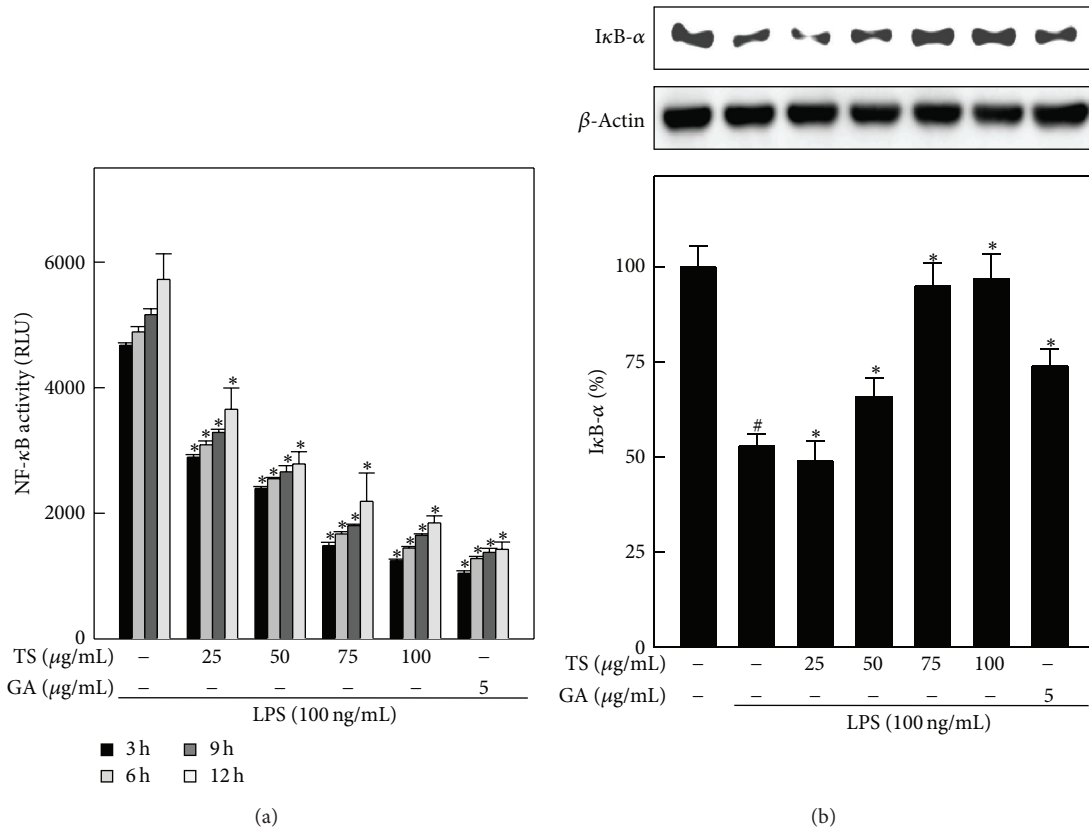 NF-κB activity (RLU)
6000
4000
2000
0
* * * *
* * * *
* * * *
* * * *
* * * *
TS (μg/mL) – 25 50 75 100 –
GA (μg/mL) – – – – – 5
LPS (100 ng/mL)
3 h 9 h
6 h 12 h
(a)
IκB-α
β-Actin
IκB-α (%)
100
75
50
25
0
# * * * * *
TS (μg/mL) – – 25 50 75 100 –
GA (μg/mL) – – – – – – 5
LPS (100 ng/mL)
(b)